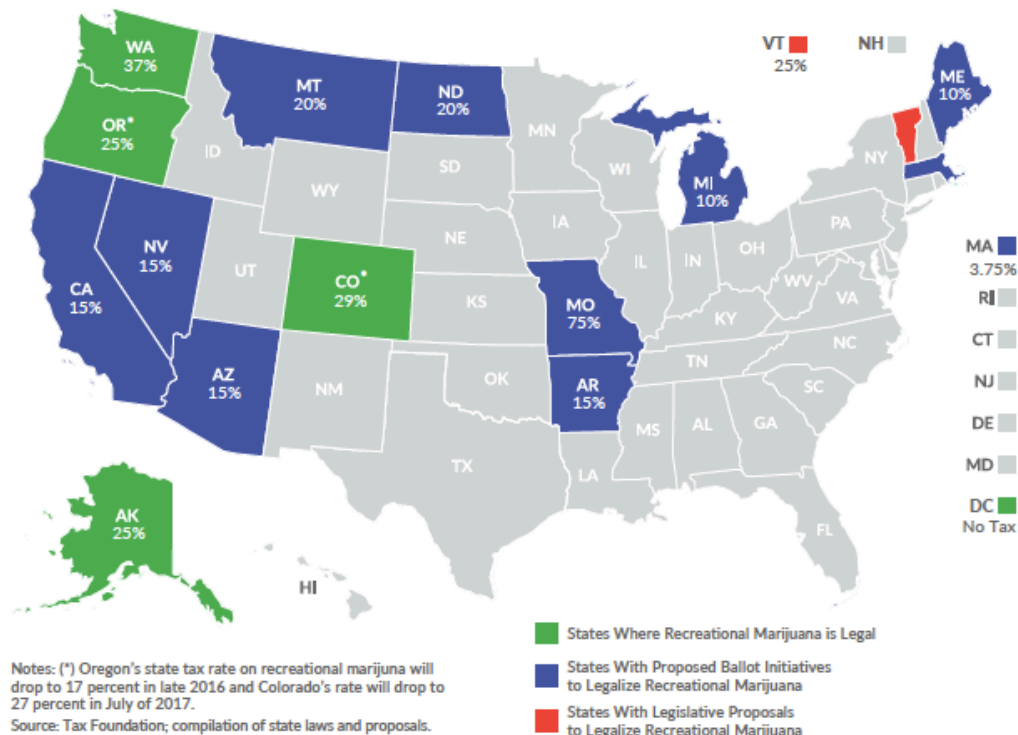 WA
37%
OR*
25%
ID
MT
20%
ND
20%
MN
VT
25%
NH
ME
10%
SD
WI
MI
10%
NY
WY
NE
IA
PA
NV
15%
UT
CO*
29%
KS
IL
IN
OH
WV
VA
MA
3.75%
RI
CT
NJ
DE
MD
DC
No Tax
CA
15%
MO
75%
KY
NC
TN
SC
AZ
15%
NM
OK
AR
15%
MS
AL
GA
TX
LA
FL
AK
25%
HI
States Where Recreational Marijuana is Legal
States With Proposed Ballot Initiatives
to Legalize Recreational Marijuana
States With Legislative Proposals
to Legalize Recreational Marijuana
Notes: (*) Oregon's state tax rate on recreational marijuna will
drop to 17 percent in late 2016 and Colorado's rate will drop to
27 percent in July of 2017.
Source: Tax Foundation; compilation of state laws and proposals.